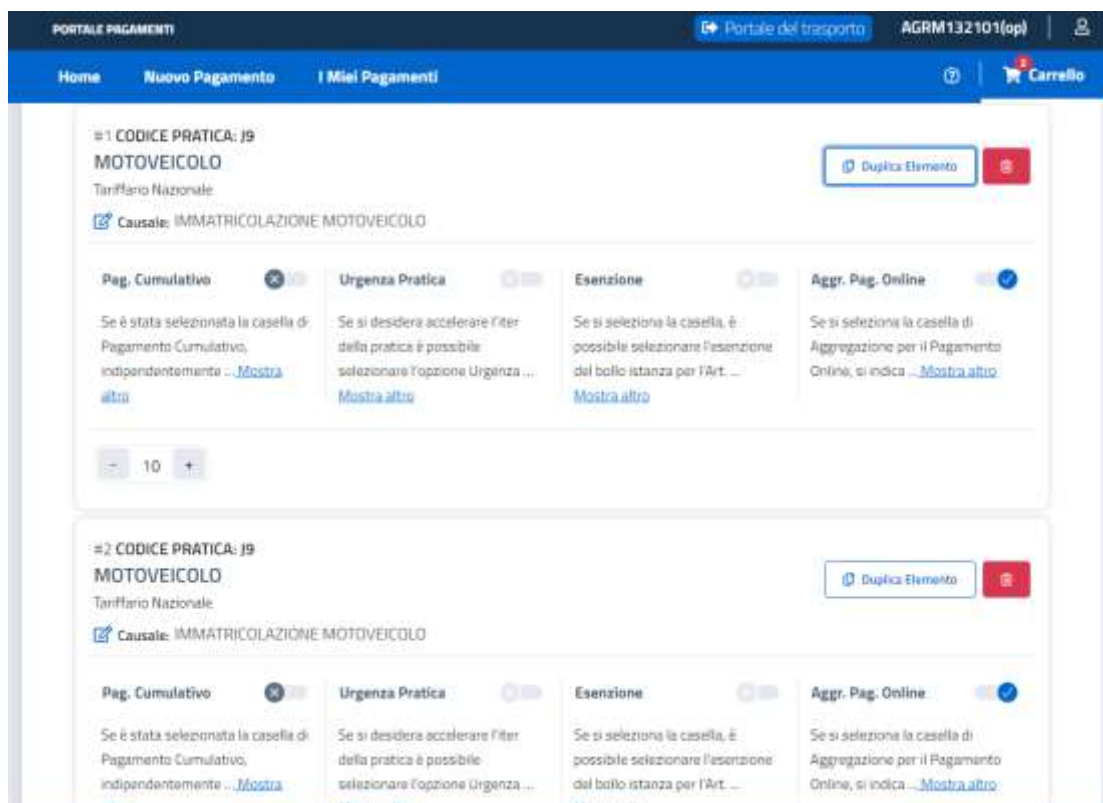 PORTALE PAGAMENTI
Portale del trasporto
AGRM132101(op)
Home
Nuovo Pagamento
I Miei Pagamenti
2
Carrello
#1 CODICE PRATICA: J9
MOTOVEICOLO
Duplica Elemento
Tariffario Nazionale
Causale: IMMATRICOLAZIONE MOTOVEICOLO
Pag. Cumulativo
Se è stata selezionata la casella di
Pagamento Cumulativo,
indipendentemente ... Mostra
altro
Urgenza Pratica
Se si desidera accelerare l'iter
della pratica è possibile
selezionare l'opzione Urgenza ...
Mostra altro
Esenzione
Se si seleziona la casella, è
possibile selezionare l'esenzione
del bollo istanza per l'Art. ...
Mostra altro
Aggr. Pag. Online
Se si seleziona la casella di
Aggregazione per il Pagamento
Online, si indica ... Mostra altro
- 10 +
#2 CODICE PRATICA: J9
MOTOVEICOLO
Duplica Elemento
Tariffario Nazionale
Causale: IMMATRICOLAZIONE MOTOVEICOLO
Pag. Cumulativo
Se è stata selezionata la casella di
Pagamento Cumulativo,
indipendentemente ... Mostra
Urgenza Pratica
Se si desidera accelerare l'iter
della pratica è possibile
selezionare l'opzione Urgenza ...
Esenzione
Se si seleziona la casella, è
possibile selezionare l'esenzione
del bollo istanza per l'Art. ...
Aggr. Pag. Online
Se si seleziona la casella di
Aggregazione per il Pagamento
Online, si indica ... Mostra altro